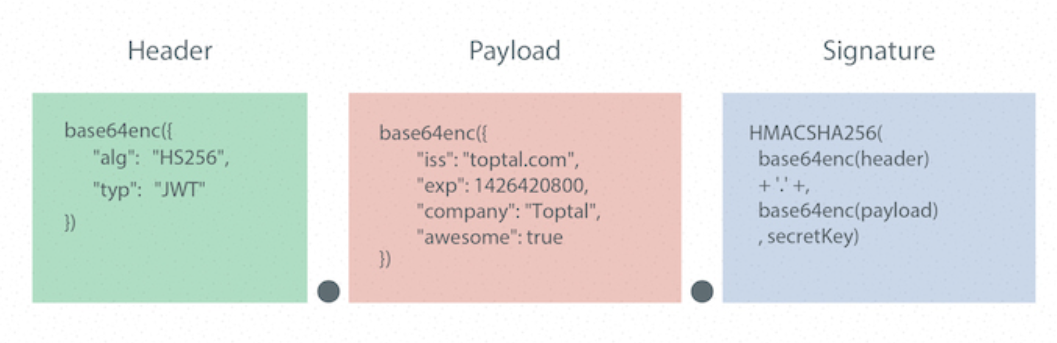 Header
base64enc({
"alg": "HS256",
"typ": "JWT"
})
Payload
base64enc({
"iss": "toptal.com",
"exp": 1426420800,
"company": "Toptal",
"awesome": true
})
Signature
HMACSHA256(
base64enc(header)
+ '.' +,
base64enc(payload)
, secretKey)